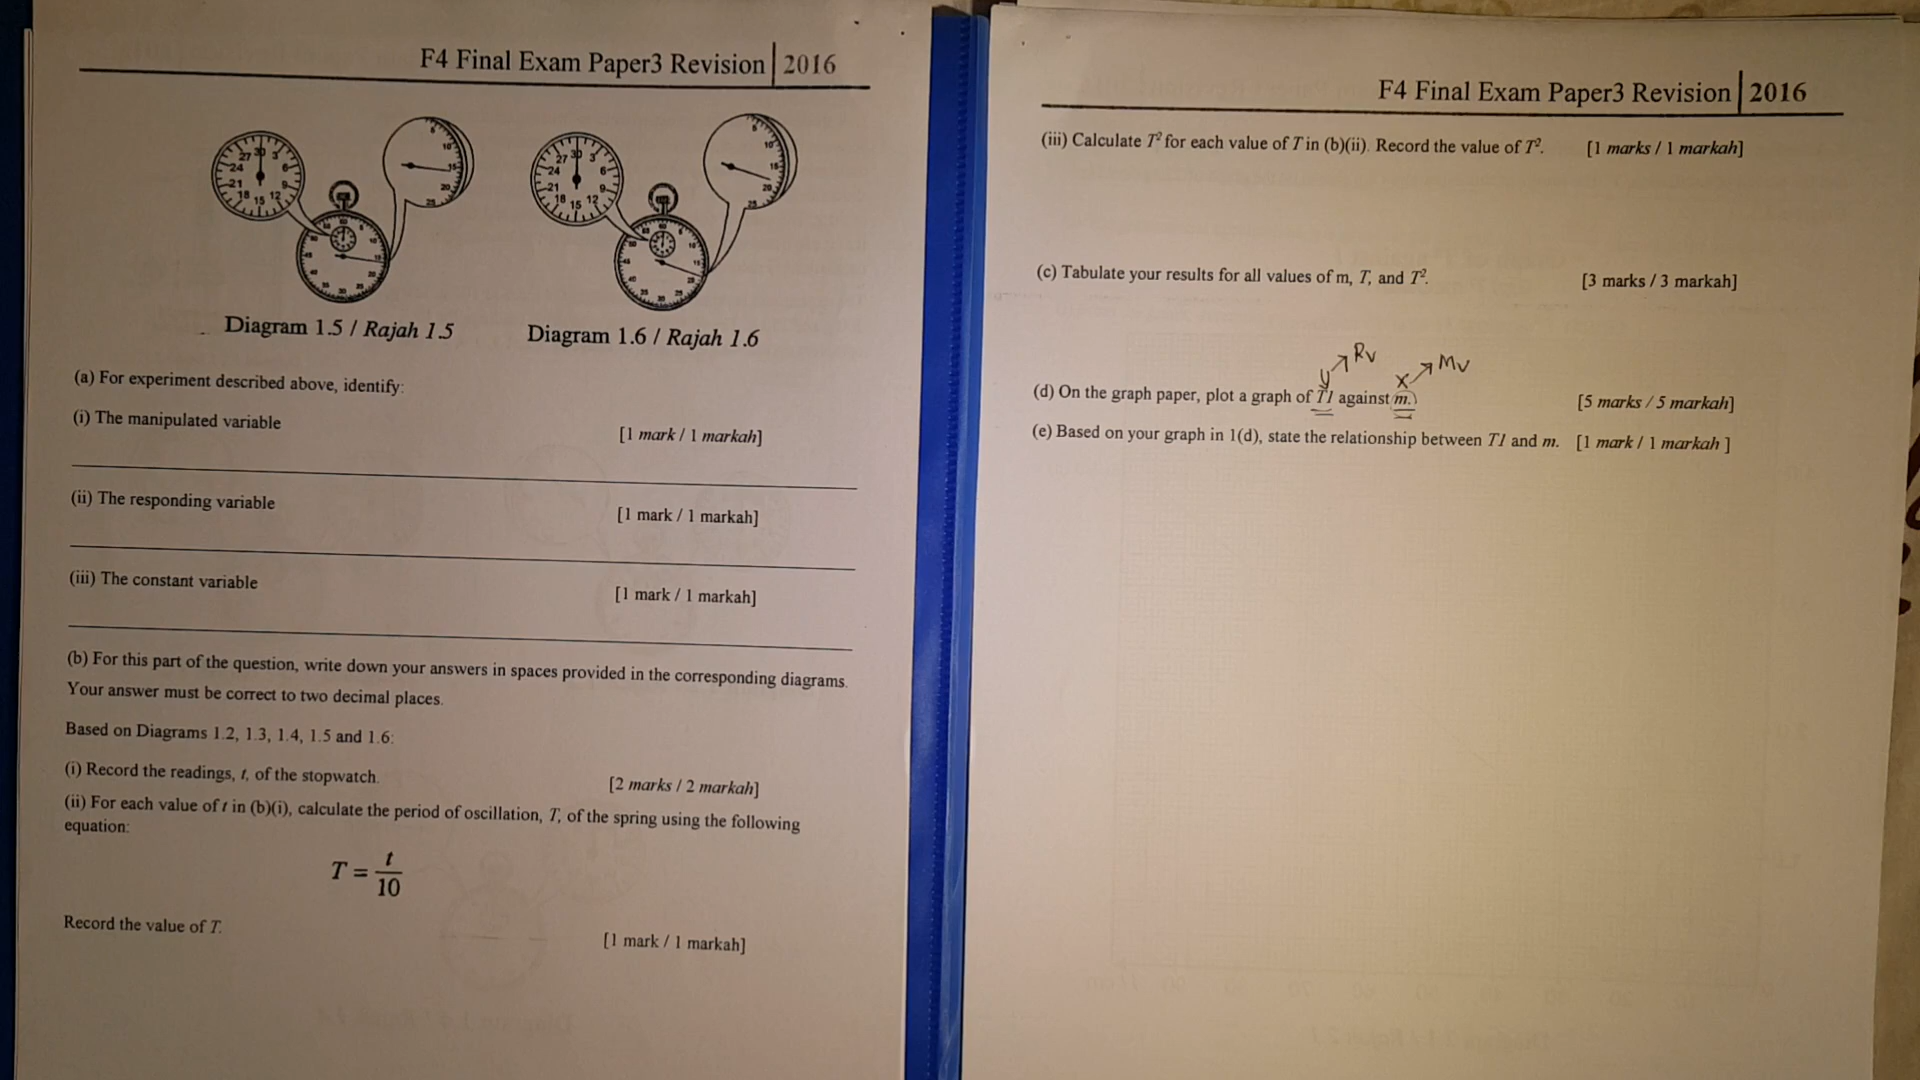 F4 Final Exam Paper3 Revision | 2016
Diagram 1.5 / Rajah 1.5
Diagram 1.6 / Rajah 1.6
(a) For experiment described above, identify:
(i) The manipulated variable
[1 mark / 1 markah]
(ii) The responding variable
[1 mark / 1 markah]
(iii) The constant variable
[1 mark / 1 markah]
(b) For this part of the question, write down your answers in spaces provided in the corresponding diagrams.
Your answer must be correct to two decimal places.
Based on Diagrams 1.2, 1.3, 1.4, 1.5 and 1.6:
(i) Record the readings, t, of the stopwatch.
[2 marks / 2 markah]
(ii) For each value of t in (b)(i), calculate the period of oscillation, T, of the spring using the following
equation:
T = t/10
Record the value of T.
[1 mark / 1 markah]
F4 Final Exam Paper3 Revision | 2016
(iii) Calculate T² for each value of T in (b)(ii). Record the value of T². [1 marks / 1 markah]
(c) Tabulate your results for all values of m, T, and T². [3 marks / 3 markah]
y → Rv
x → Mv
(d) On the graph paper, plot a graph of T1 against m. [5 marks / 5 markah]
(e) Based on your graph in 1(d), state the relationship between T1 and m. [1 mark / 1 markah ]